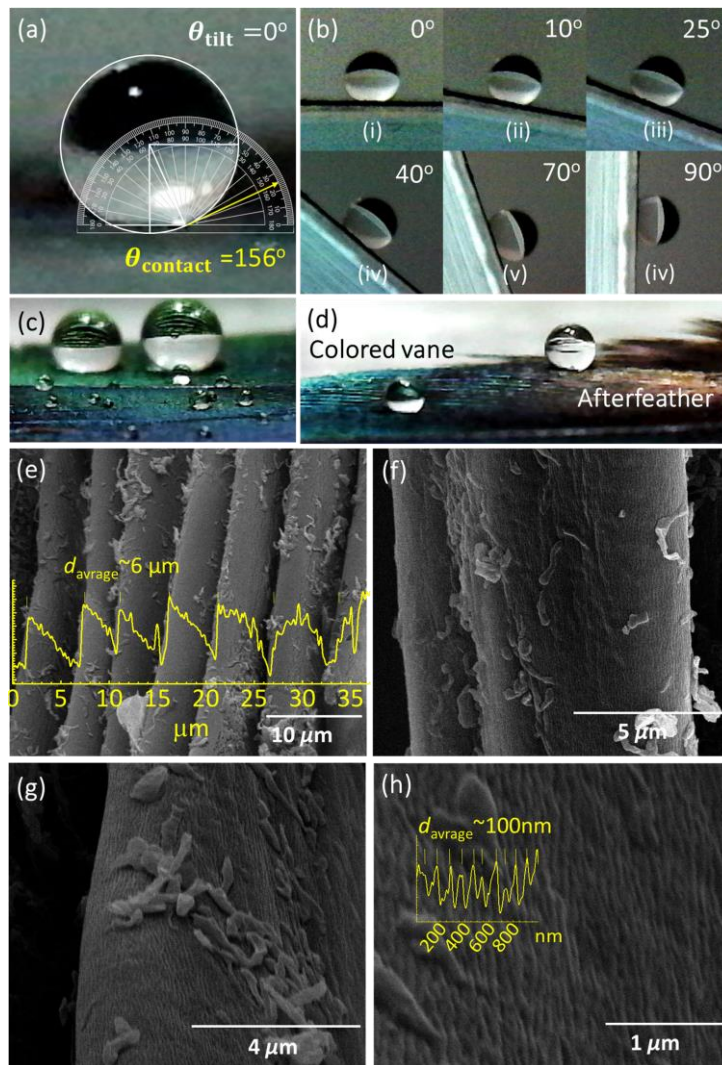 (a)
θtilt =0°
θcontact =156°
(b)
0°
10°
25°
(i)
(ii)
(iii)
40°
70°
90°
(iv)
(v)
(iv)
(c)
(d)
Colored vane
Afterfeather
(e)
davrage~6 μm
0 5 10 15 20 25 30 35
μm
10 μm
(f)
5 μm
(g)
4 μm
(h)
davrage~100nm
200 400 600 800 nm
1 μm